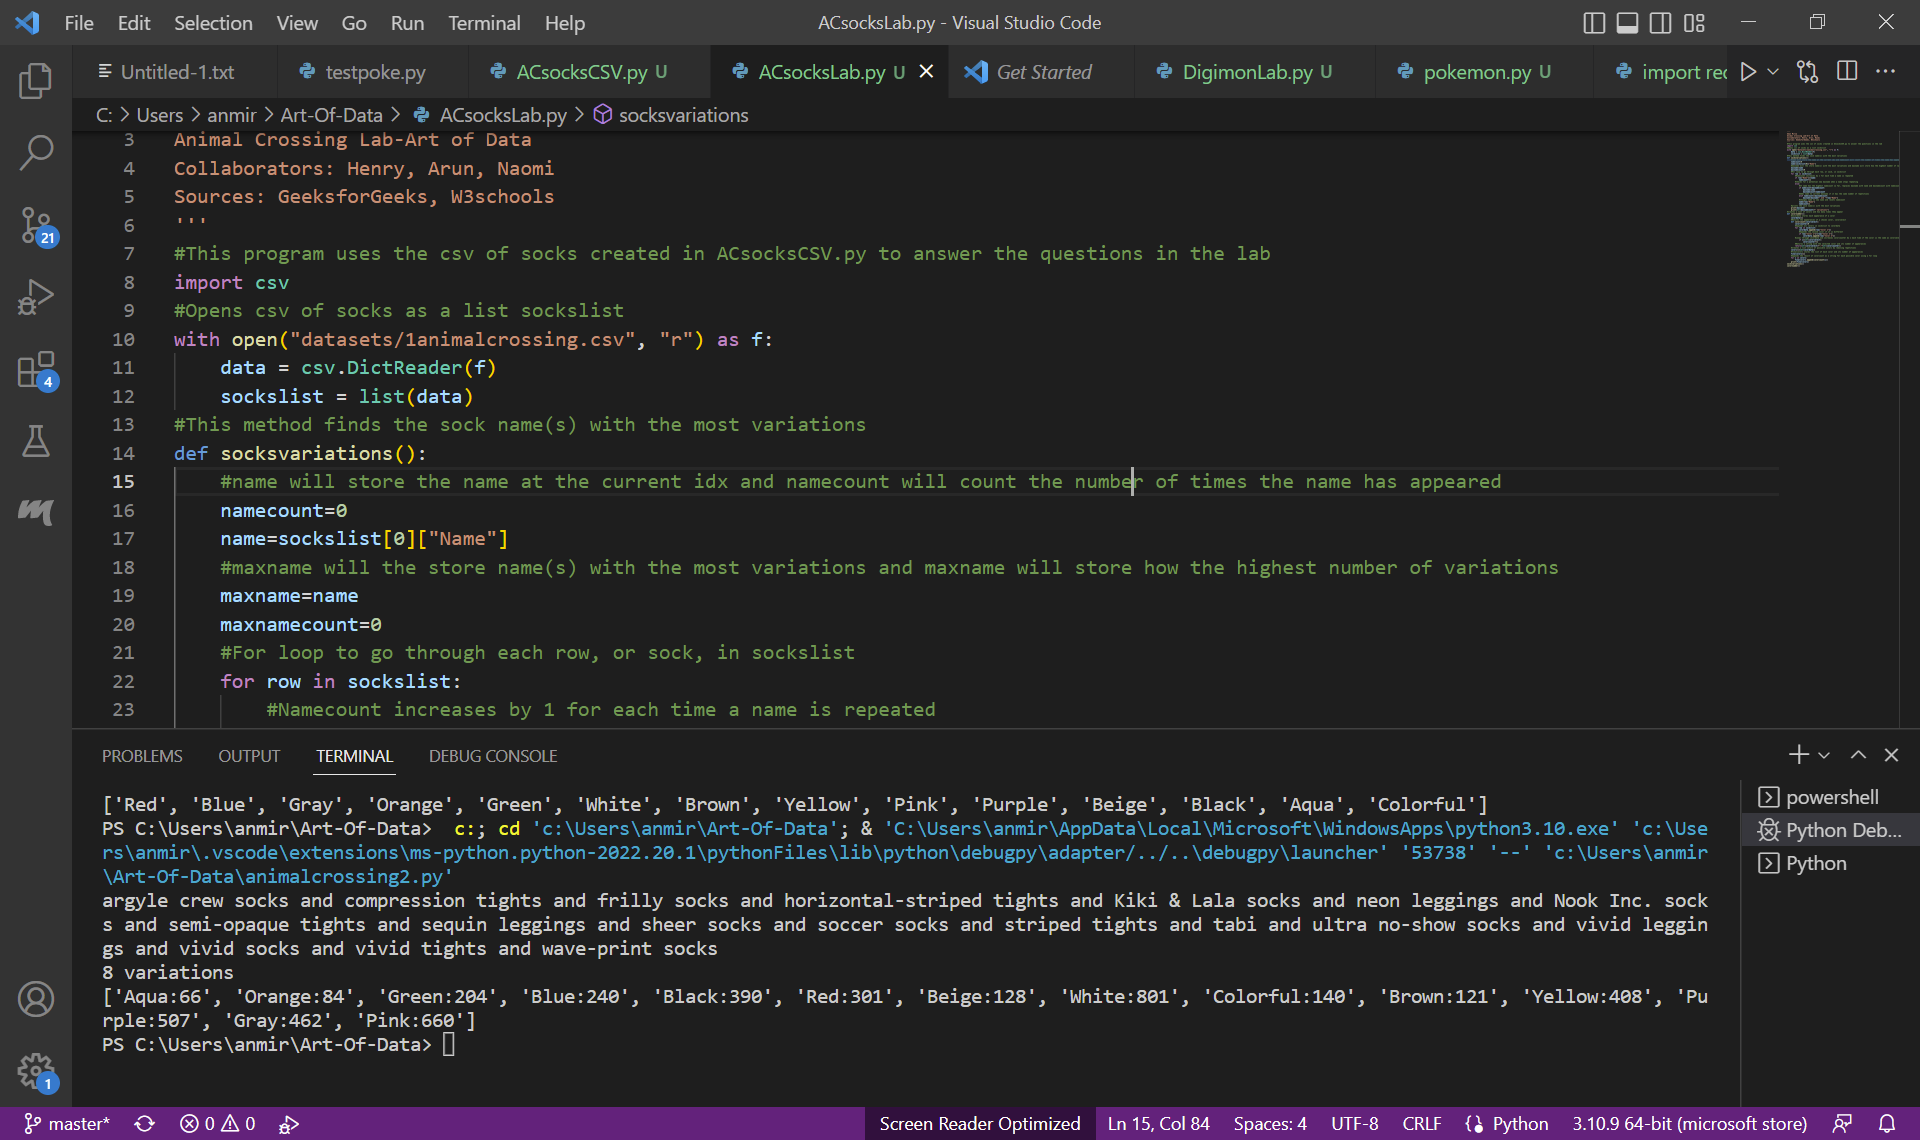 File Edit Selection View Go Run Terminal Help ACsocksLab.py - Visual Studio Code
Untitled-1.txt testpoke.py ACsocksCSV.py U ACsocksLab.py U Get Started DigimonLab.py U pokemon.py U import rec
C: > Users > anmir > Art-Of-Data > ACsocksLab.py > socksvariations
3 Animal Crossing Lab-Art of Data
4 Collaborators: Henry, Arun, Naomi
5 Sources: GeeksforGeeks, W3schools
6 '''
7 #This program uses the csv of socks created in ACsocksCSV.py to answer the questions in the lab
8 import csv
9 #Opens csv of socks as a list sockslist
10 with open("datasets/1animalcrossing.csv", "r") as f:
11 data = csv.DictReader(f)
12 sockslist = list(data)
13 #This method finds the sock name(s) with the most variations
14 def socksvariations():
15 #name will store the name at the current idx and namecount will count the number of times the name has appeared
16 namecount=0
17 name=sockslist[0]["Name"]
18 #maxname will the store name(s) with the most variations and maxname will store how the highest number of variations
19 maxname=name
20 maxnamecount=0
21 #For loop to go through each row, or sock, in sockslist
22 for row in sockslist:
23 #Namecount increases by 1 for each time a name is repeated
21
4
1
PROBLEMS OUTPUT TERMINAL DEBUG CONSOLE
['Red', 'Blue', 'Gray', 'Orange', 'Green', 'White', 'Brown', 'Yellow', 'Pink', 'Purple', 'Beige', 'Black', 'Aqua', 'Colorful']
PS C:\Users\anmir\Art-Of-Data>  c:; cd 'c:\Users\anmir\Art-Of-Data'; & 'C:\Users\anmir\AppData\Local\Microsoft\WindowsApps\python3.10.exe' 'c:\Use
rs\anmir\.vscode\extensions\ms-python.python-2022.20.1\pythonFiles\lib\python\debugpy\adapter/../..\debugpy\launcher' '53738' '--' 'c:\Users\anmir
\Art-Of-Data\animalcrossing2.py'
argyle crew socks and compression tights and frilly socks and horizontal-striped tights and Kiki & Lala socks and neon leggings and Nook Inc. sock
s and semi-opaque tights and sequin leggings and sheer socks and soccer socks and striped tights and tabi and ultra no-show socks and vivid leggin
gs and vivid socks and vivid tights and wave-print socks
8 variations
['Aqua:66', 'Orange:84', 'Green:204', 'Blue:240', 'Black:390', 'Red:301', 'Beige:128', 'White:801', 'Colorful:140', 'Brown:121', 'Yellow:408', 'Pu
rple:507', 'Gray:462', 'Pink:660']
PS C:\Users\anmir\Art-Of-Data>
powershell
Python Deb...
Python
master* 0 0 Screen Reader Optimized Ln 15, Col 84 Spaces: 4 UTF-8 CRLF Python 3.10.9 64-bit (microsoft store)